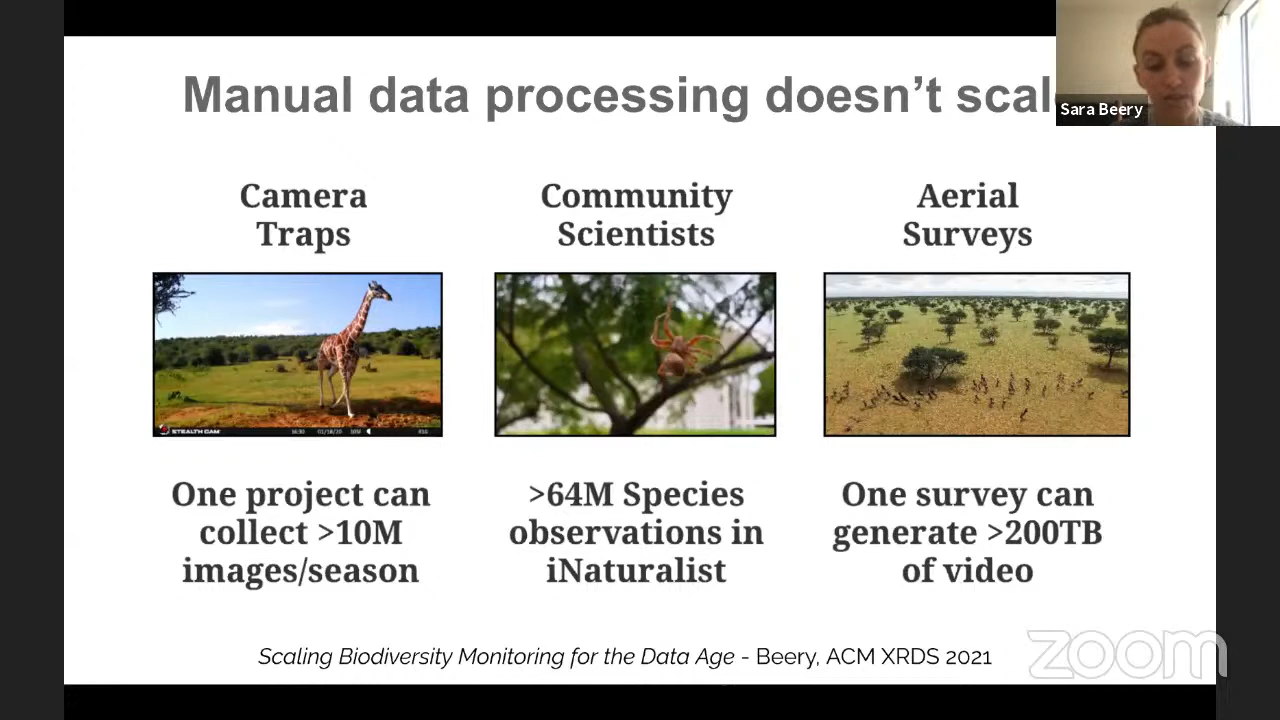 Manual data processing doesn't scal
Sara Beery
Camera
Traps
Community
Scientists
Aerial
Surveys
STEALTH CAM
One project can
collect >10M
images/season
>64M Species
observations in
iNaturalist
One survey can
generate >200TB
of video
Scaling Biodiversity Monitoring for the Data Age - Beery, ACM XRDS 2021
zoom